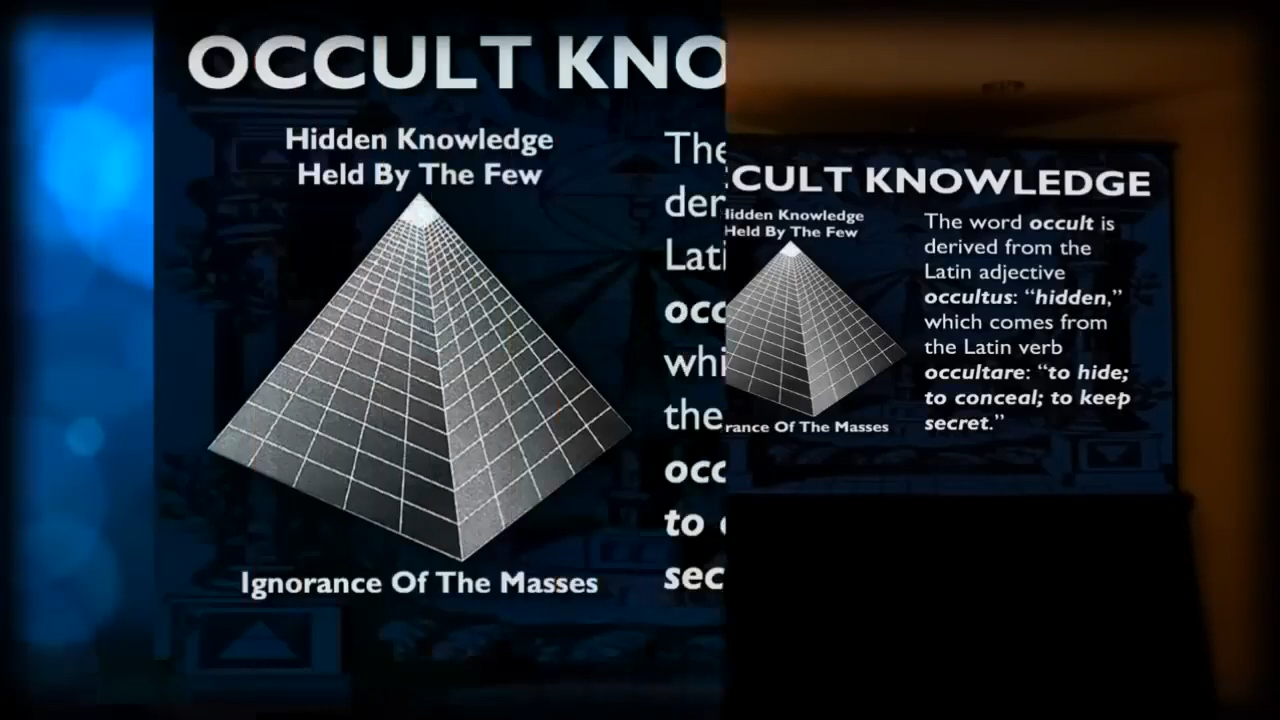 OCCULT KNO
Hidden Knowledge
Held By The Few
Ignorance Of The Masses
The
der
Lati
occ
whi
the
occ
to
sec
CULT KNOWLEDGE
Hidden Knowledge
Held By The Few
rance Of The Masses
The word occult is
derived from the
Latin adjective
occultus: “hidden,”
which comes from
the Latin verb
occultare: “to hide;
to conceal; to keep
secret.”